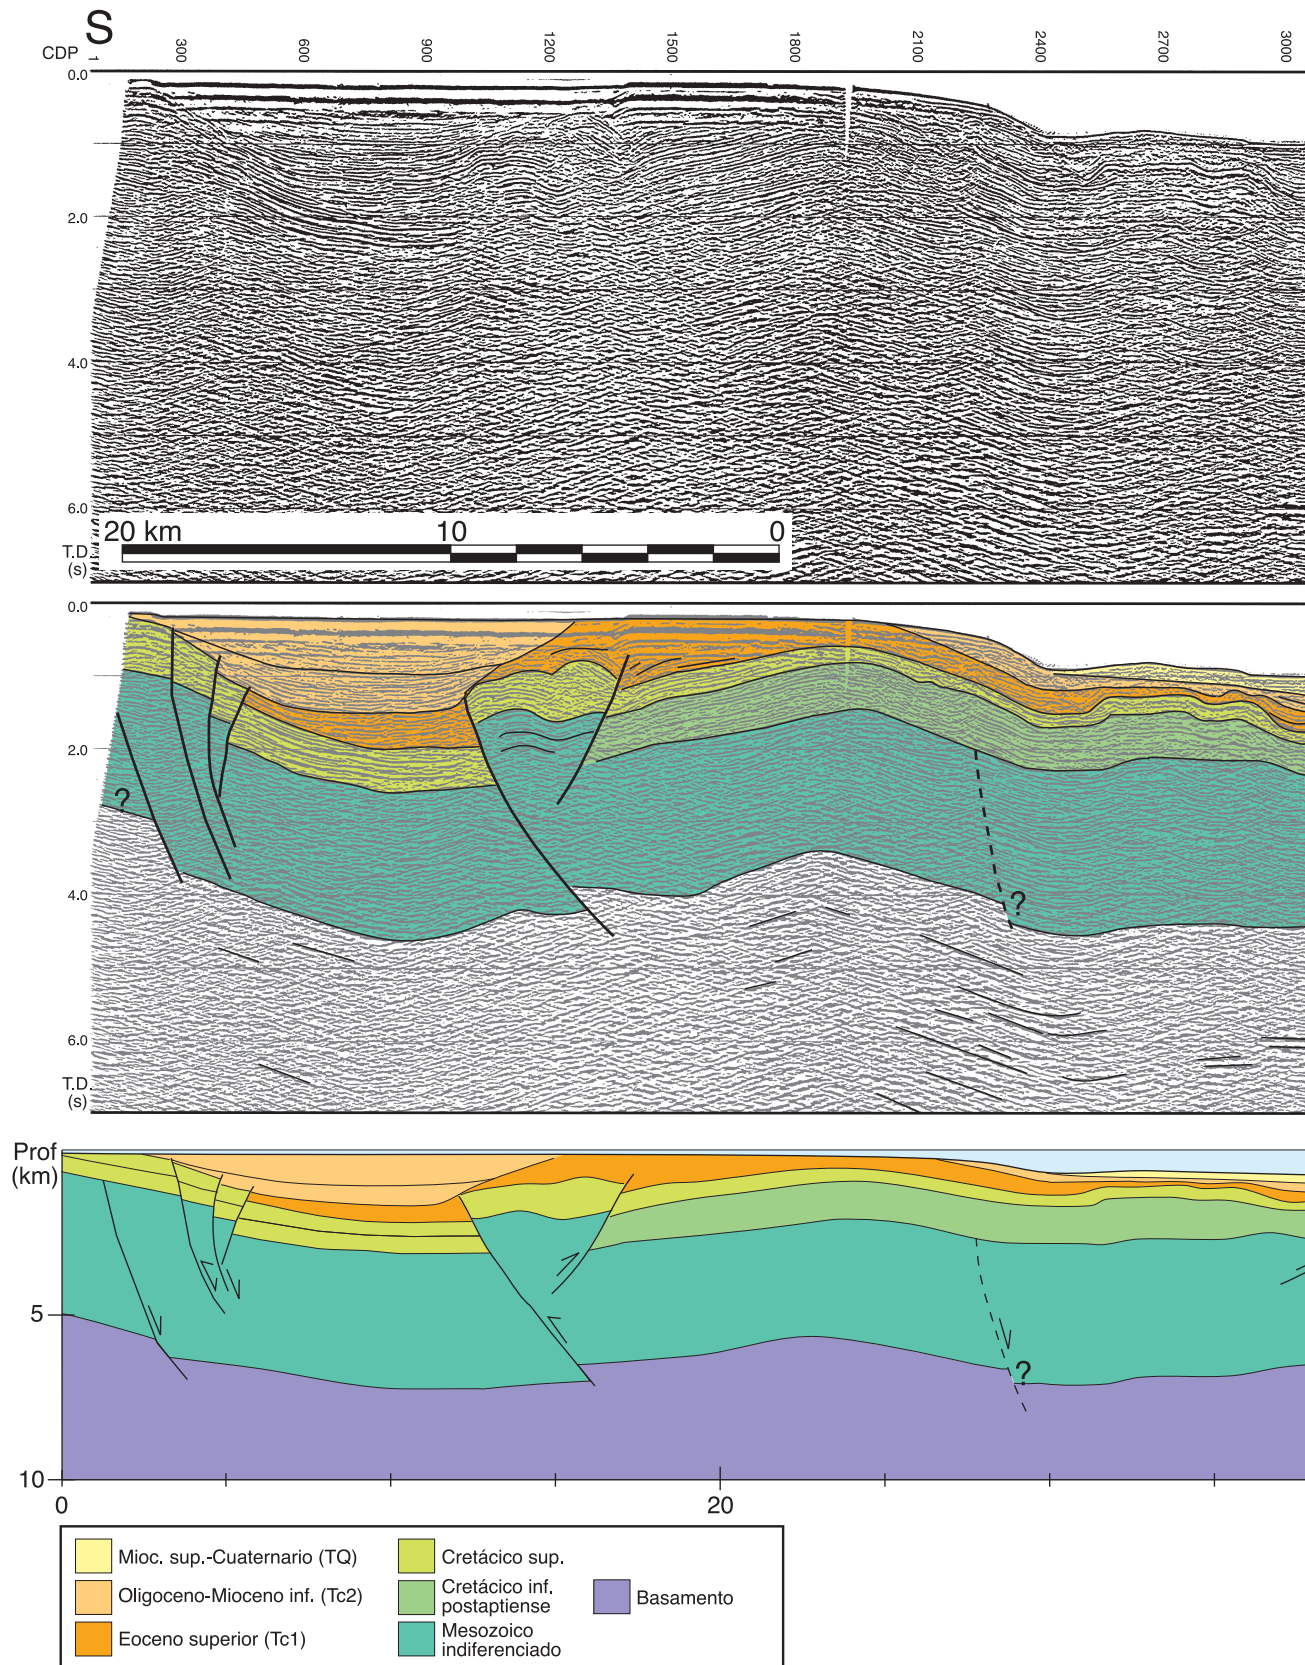 S
CDP
1 300 600 900 1200 1500 1800 2100 2400 2700 3000
0.0
2.0
4.0
6.0
T.D
(s)
20 km 10 0
0.0
2.0
?
4.0
?
6.0
T.D.
(s)
Prof
(km)
5
?
10
0 20
Mioc. sup.-Cuaternario (TQ)
Oligoceno-Mioceno inf. (Tc2)
Eoceno superior (Tc1)
Cretácico sup.
Cretácico inf.
postaptiense
Mesozoico
indiferenciado
Basamento